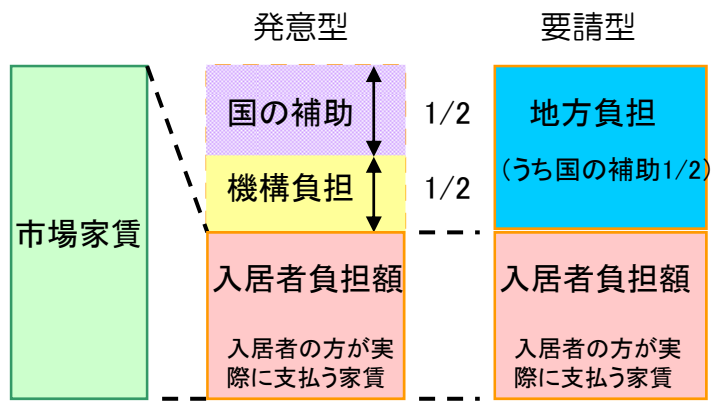 発意型
要請型
国の補助
1/2
機構負担
1/2
地方負担
(うち国の補助1/2)
市場家賃
入居者負担額
入居者の方が実
際に支払う家賃
入居者負担額
入居者の方が実
際に支払う家賃